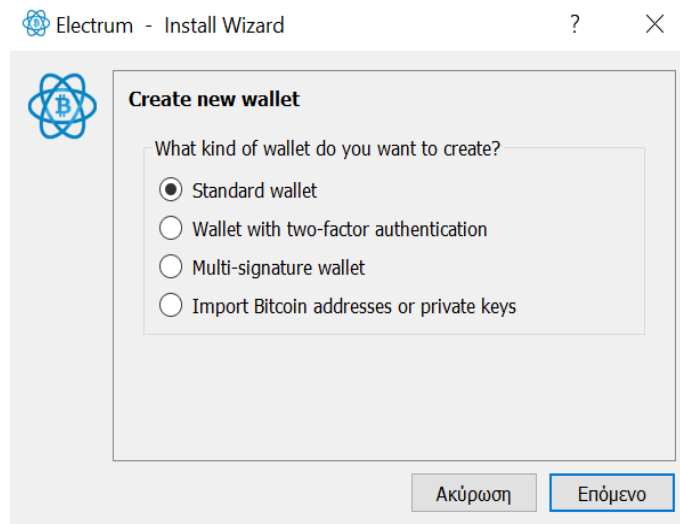 Electrum - Install Wizard
?
Create new wallet
What kind of wallet do you want to create?
Standard wallet
Wallet with two-factor authentication
Multi-signature wallet
Import Bitcoin addresses or private keys
Ακύρωση
Επόμενο